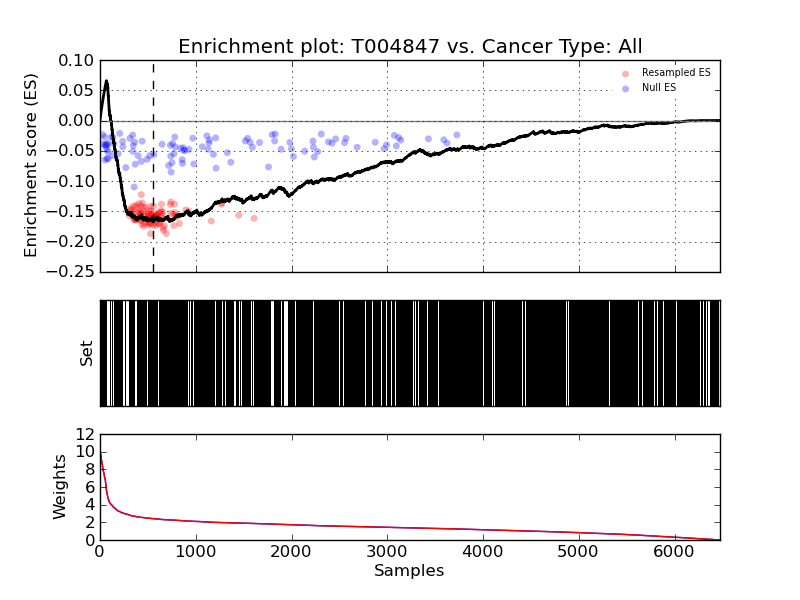 Enrichment plot: T004847 vs. Cancer Type: All
Enrichment score (ES)
0.10
0.05
0.00
−0.05
−0.10
−0.15
−0.20
−0.25
Resampled ES
Null ES
Set
Weights
12
10
8
6
4
2
0
0 1000 2000 3000 4000 5000 6000
Samples